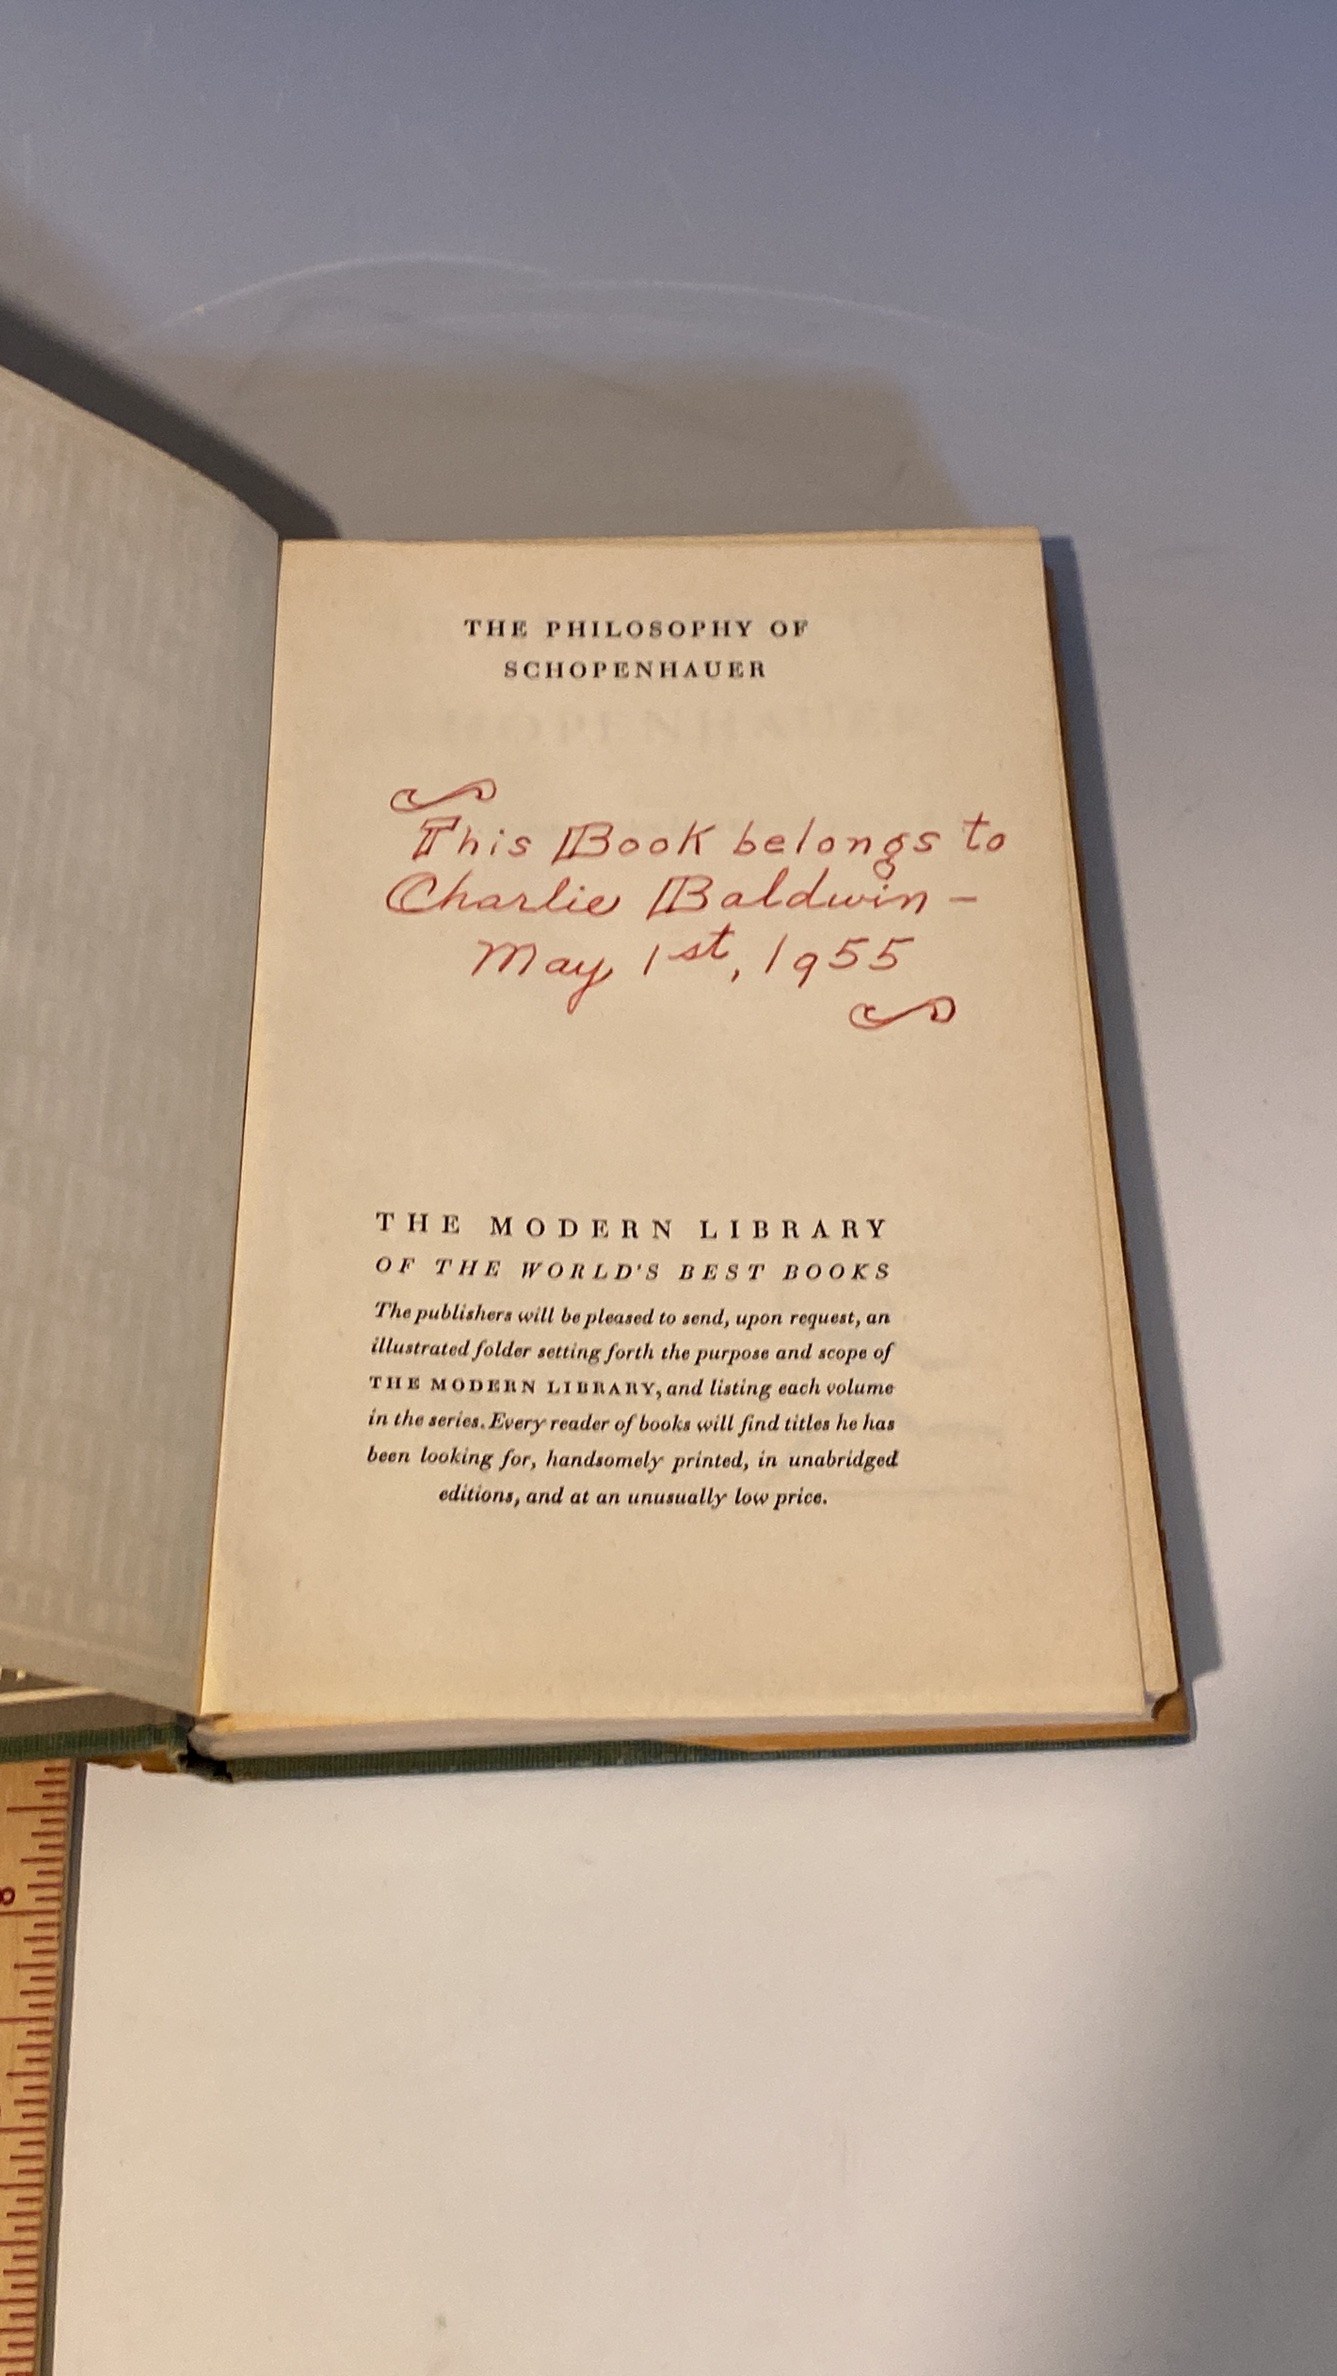 THE PHILOSOPHY OF
SCHOPENHAUER
This Book belongs to
Charlie Baldwin –
May 1st, 1955
THE MODERN LIBRARY
OF THE WORLD'S BEST BOOKS
The publishers will be pleased to send, upon request, an
illustrated folder setting forth the purpose and scope of
THE MODERN LIBRARY, and listing each volume
in the series. Every reader of books will find titles he has
been looking for, handsomely printed, in unabridged
editions, and at an unusually low price.
8